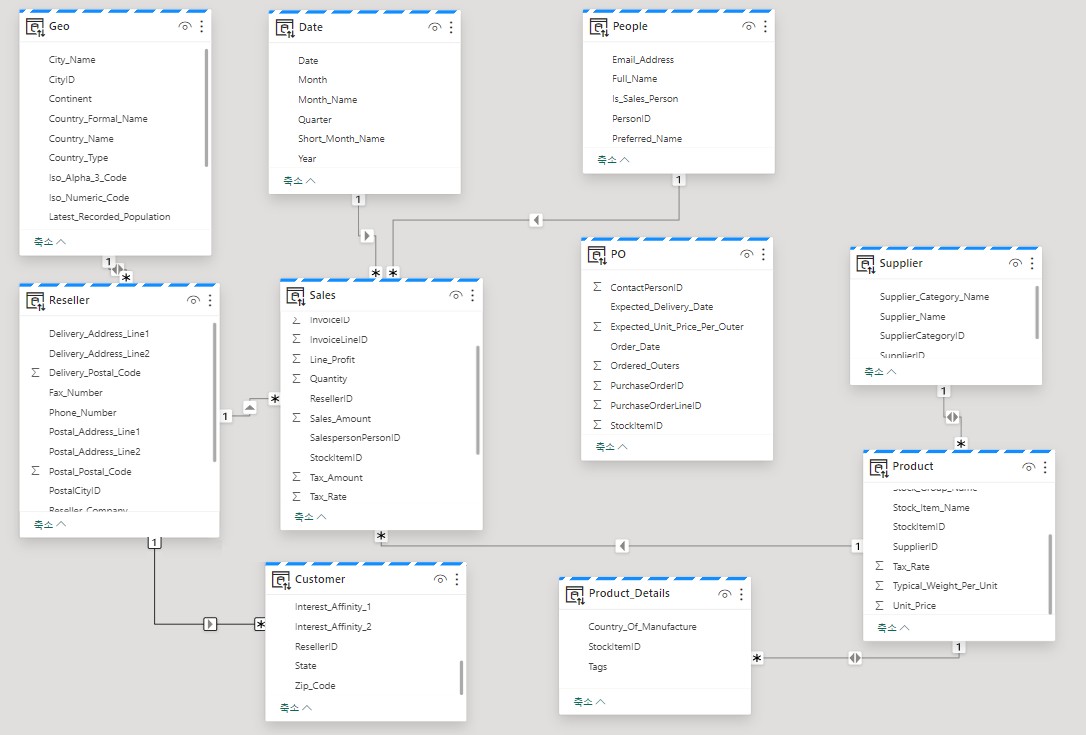 Geo
City_Name
CityID
Continent
Country_Formal_Name
Country_Name
Country_Type
Iso_Alpha_3_Code
Iso_Numeric_Code
Latest_Recorded_Population
축소
Date
Date
Month
Month_Name
Quarter
Short_Month_Name
Year
축소
People
Email_Address
Full_Name
Is_Sales_Person
PersonID
Preferred_Name
축소
1
1
1
*
*
*
Reseller
Delivery_Address_Line1
Delivery_Address_Line2
Σ Delivery_Postal_Code
Fax_Number
Phone_Number
Postal_Address_Line1
Postal_Address_Line2
Σ Postal_Postal_Code
PostalCityID
Reseller_Company
축소
1
*
Sales
Σ InvoiceID
Σ InvoiceLineID
Σ Line_Profit
Σ Quantity
ResellerID
Σ Sales_Amount
SalespersonPersonID
StockItemID
Σ Tax_Amount
Σ Tax_Rate
축소
PO
Σ ContactPersonID
Expected_Delivery_Date
Σ Expected_Unit_Price_Per_Outer
Order_Date
Σ Ordered_Outers
Σ PurchaseOrderID
Σ PurchaseOrderLineID
Σ StockItemID
축소
Supplier
Supplier_Category_Name
Supplier_Name
SupplierCategoryID
SupplierID
축소
1
*
Product
Stock_Group_Name
Stock_Item_Name
StockItemID
SupplierID
Σ Tax_Rate
Σ Typical_Weight_Per_Unit
Σ Unit_Price
축소
*
1
1
*
Customer
Interest_Affinity_1
Interest_Affinity_2
ResellerID
State
Zip_Code
축소
Product_Details
Country_Of_Manufacture
StockItemID
Tags
축소
*
1